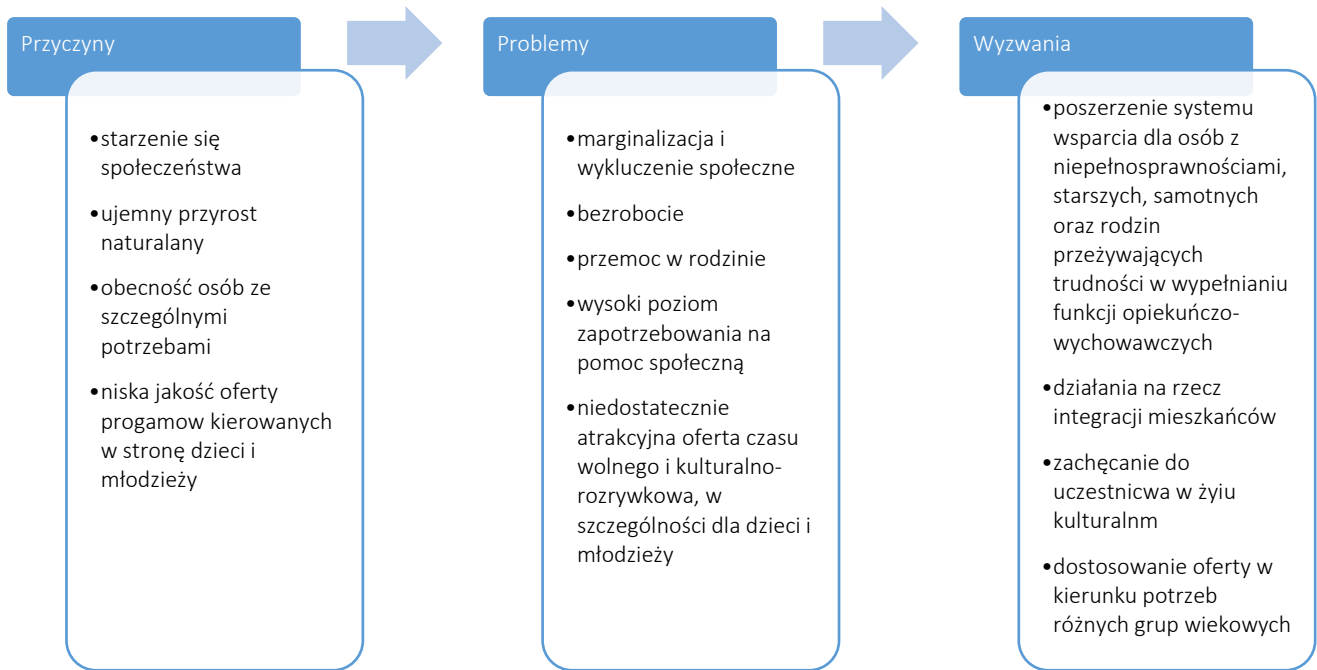 Przyczyny
•starzenie się
społeczeństwa
•ujemny przyrost
naturalany
•obecność osób ze
szczególnymi
potrzebami
•niska jakość oferty
progamow kierowanych
w stronę dzieci i
młodzieży
Problemy
•marginalizacja i
wykluczenie społeczne
•bezrobocie
•przemoc w rodzinie
•wysoki poziom
zapotrzebowania na
pomoc społeczną
•niedostatecznie
atrakcyjna oferta czasu
wolnego i kulturalno-
rozrywkowa, w
szczególności dla dzieci i
młodzieży
Wyzwania
•poszerzenie systemu
wsparcia dla osób z
niepełnosprawnościami,
starszych, samotnych
oraz rodzin
przeżywających
trudności w wypełnianiu
funkcji opiekuńczo-
wychowawczych
•działania na rzecz
integracji mieszkańców
•zachęcanie do
uczestnicwa w żyiu
kulturalnm
•dostosowanie oferty w
kierunku potrzeb
różnych grup wiekowych